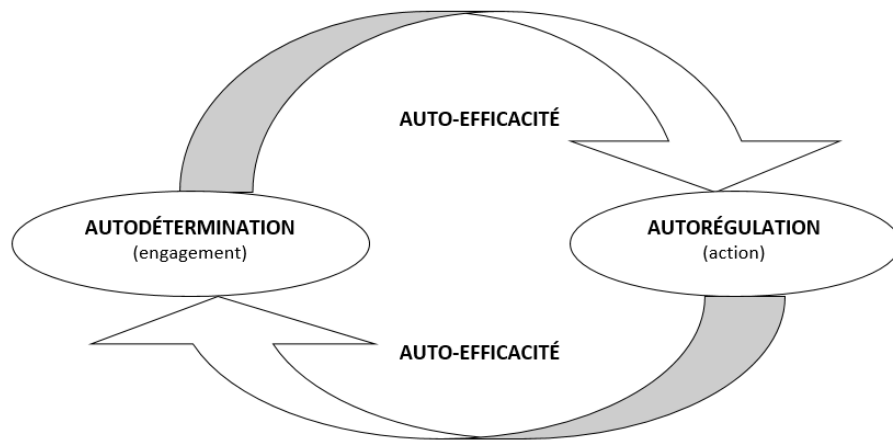 AUTO-EFFICACITÉ
AUTODÉTERMINATION
(engagement)
AUTORÉGULATION
(action)
AUTO-EFFICACITÉ